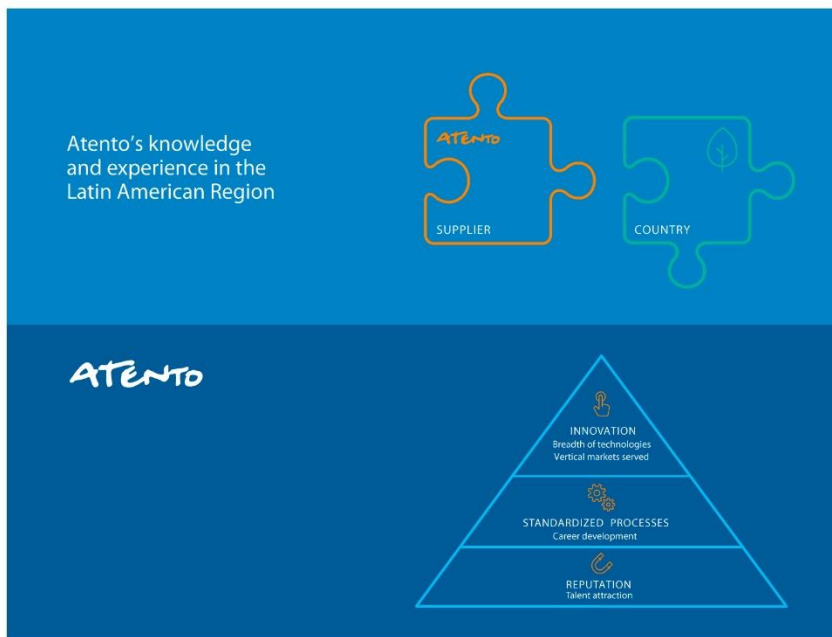 Atento's knowledge
and experience in the
Latin American Region
ATENTO
SUPPLIER
COUNTRY
ATENTO
INNOVATION
Breadth of technologies
Vertical markets served
STANDARDIZED PROCESSES
Career development
REPUTATION
Talent attraction